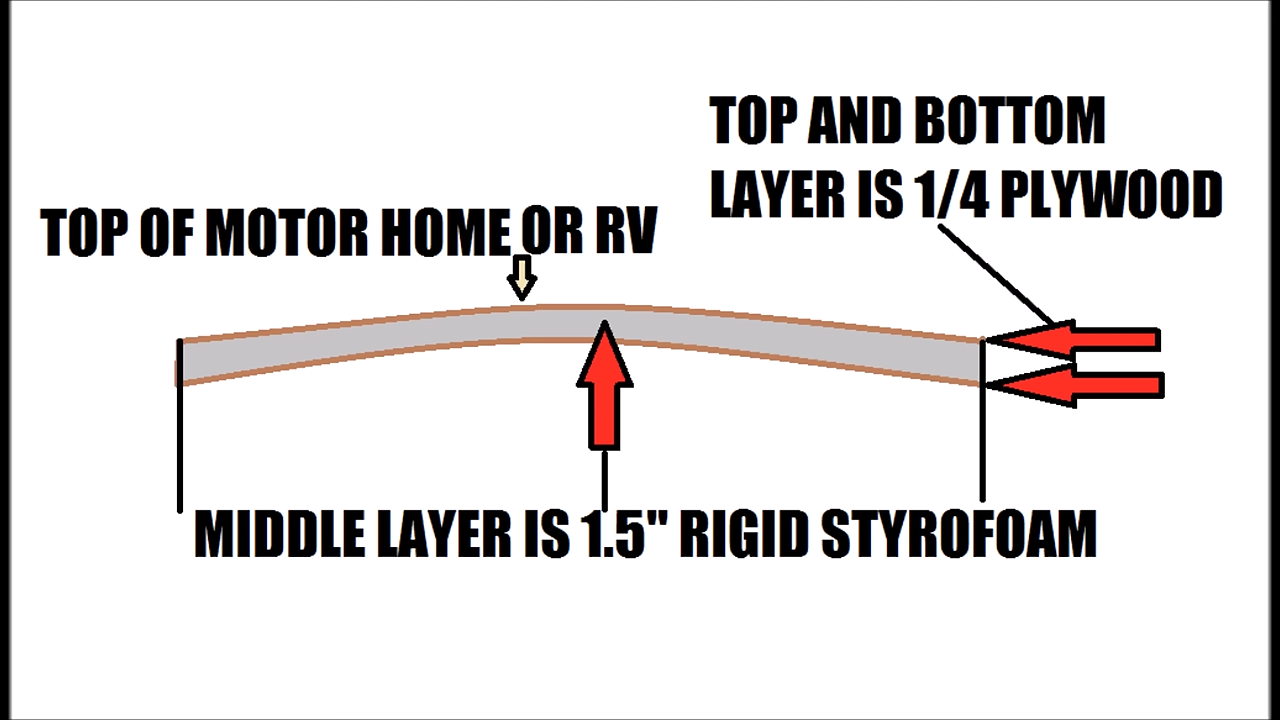 TOP AND BOTTOM
LAYER IS 1/4 PLYWOOD
TOP OF MOTOR HOME OR RV
MIDDLE LAYER IS 1.5" RIGID STYROFOAM